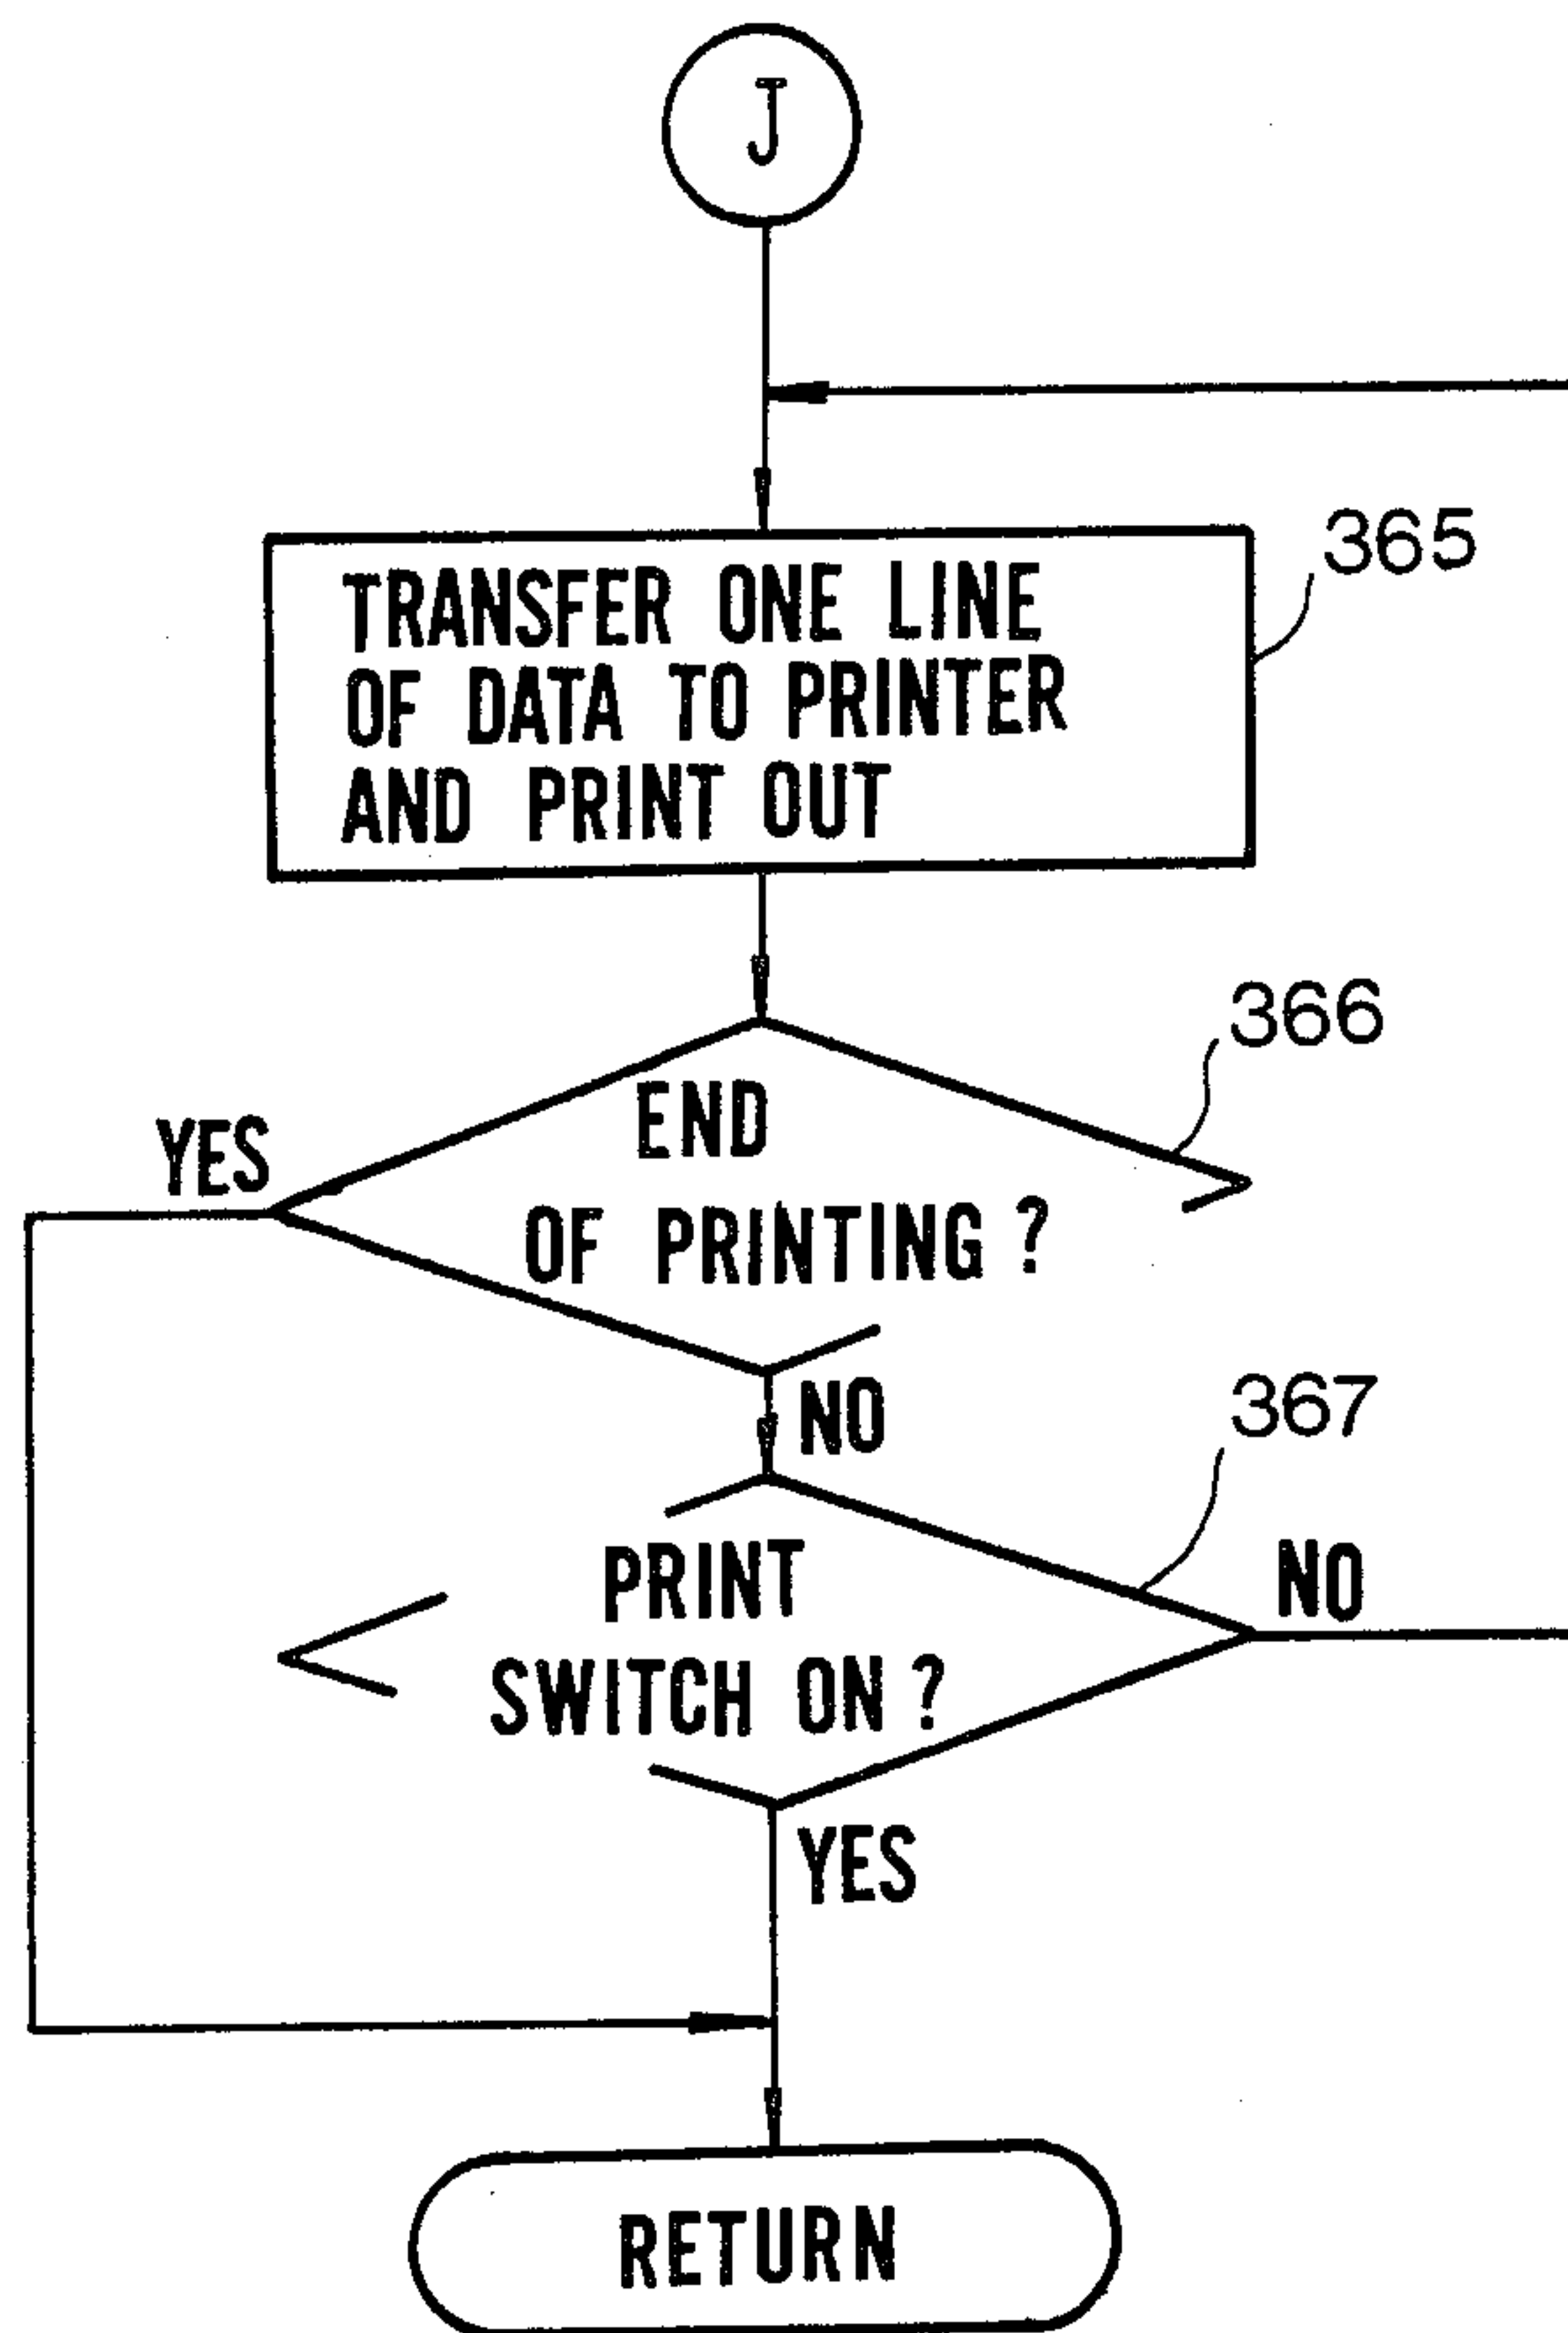 J
365
TRANSFER ONE LINE
OF DATA TO PRINTER
AND PRINT OUT
366
YES
END
OF PRINTING ?
NO
367
PRINT
NO
SWITCH ON ?
YES
RETURN